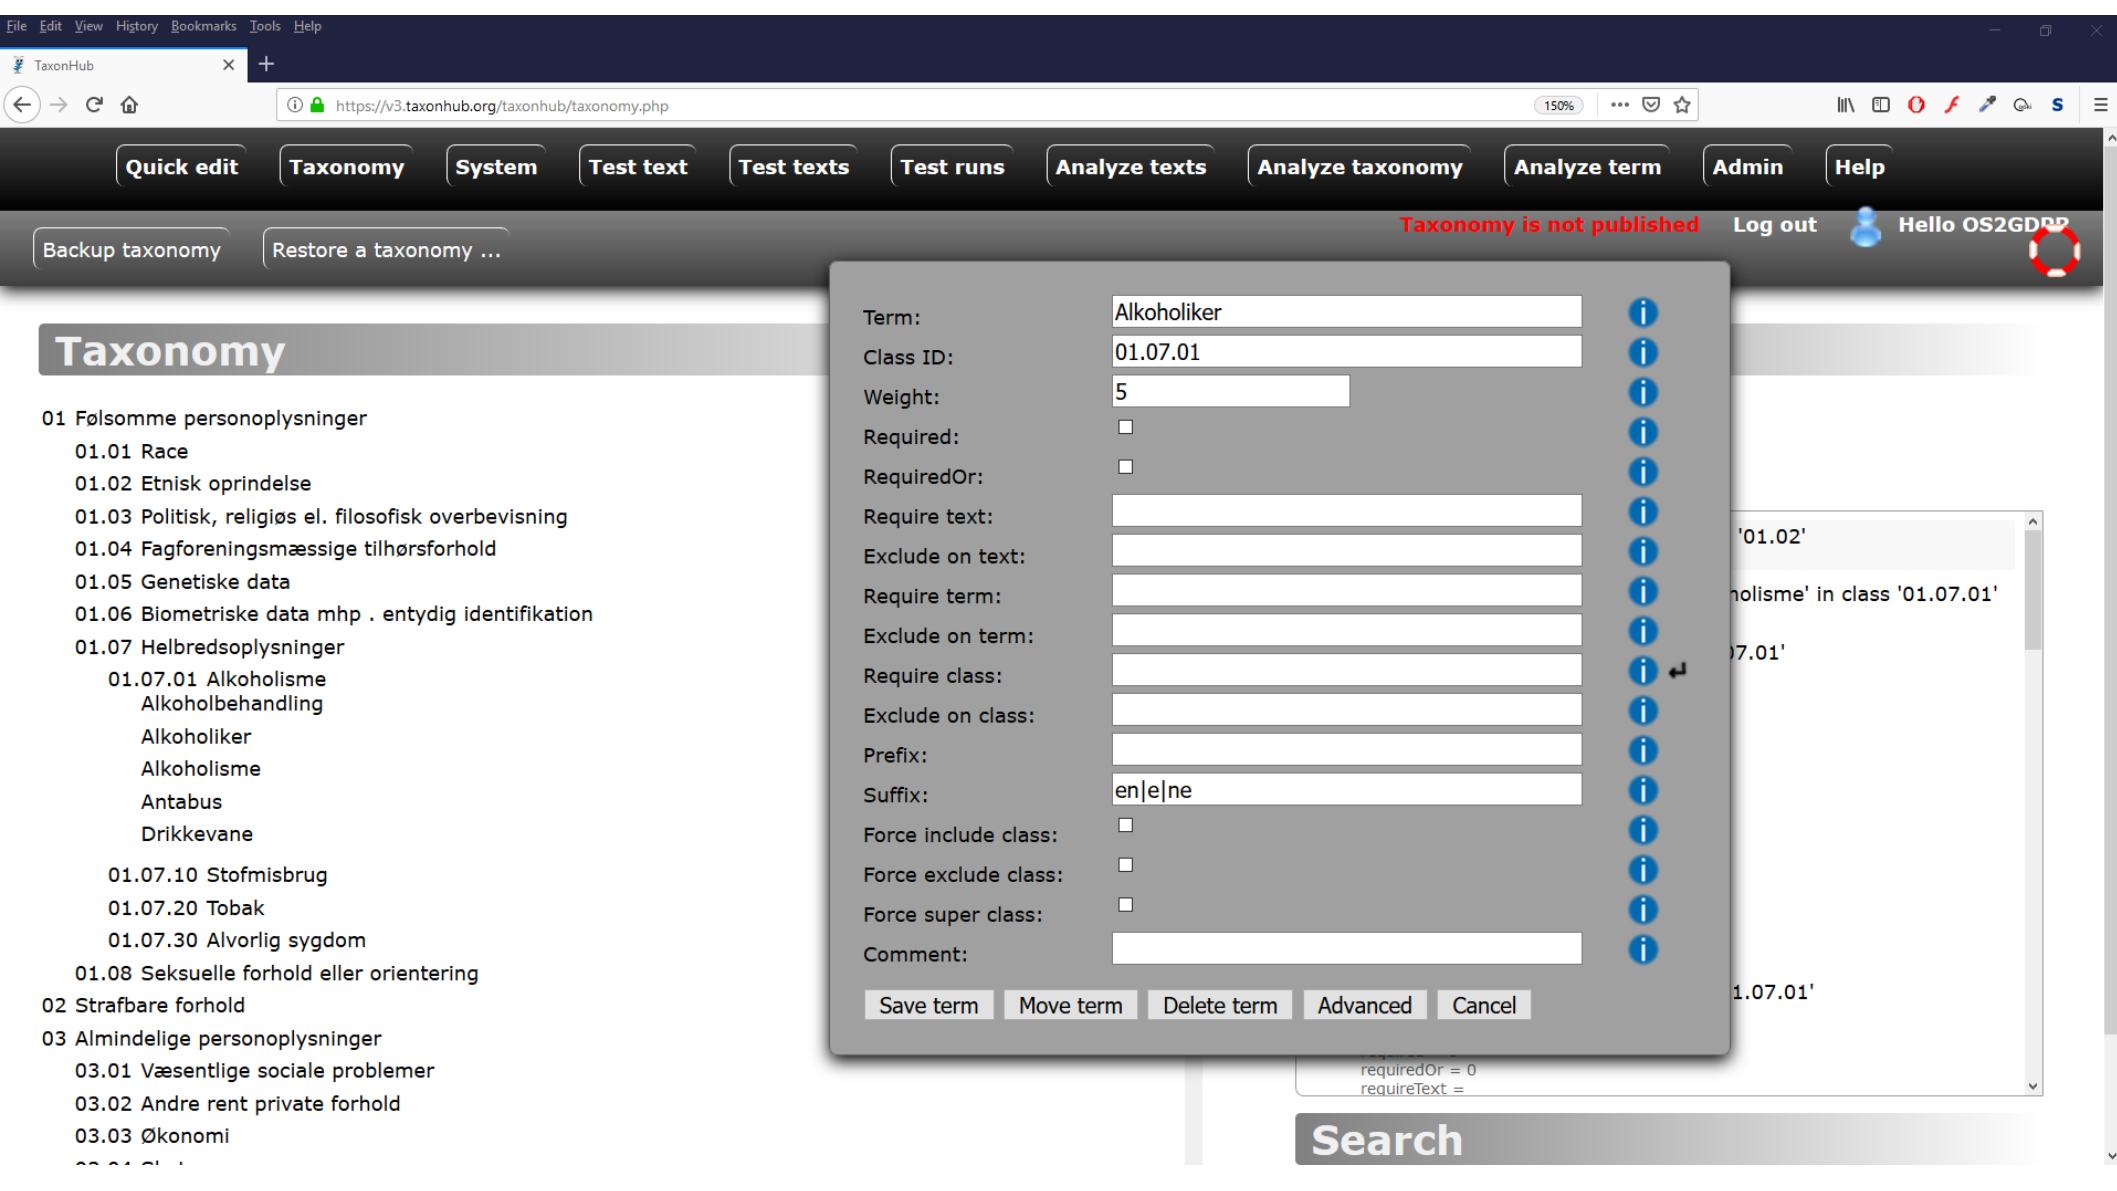 File Edit View History Bookmarks Tools Help
TaxonHub
https://v3.taxonhub.org/taxonhub/taxonomy.php
150%
Quick edit Taxonomy System Test text Test texts Test runs Analyze texts Analyze taxonomy Analyze term Admin Help
Backup taxonomy Restore a taxonomy ...
Taxonomy is not published Log out Hello OS2GDPR
Taxonomy
01 Følsomme personoplysninger
01.01 Race
01.02 Etnisk oprindelse
01.03 Politisk, religiøs el. filosofisk overbevisning
01.04 Fagforeningsmæssige tilhørsforhold
01.05 Genetiske data
01.06 Biometriske data mhp . entydig identifikation
01.07 Helbredsoplysninger
01.07.01 Alkoholisme
Alkoholbehandling
Alkoholiker
Alkoholisme
Antabus
Drikkevane
01.07.10 Stofmisbrug
01.07.20 Tobak
01.07.30 Alvorlig sygdom
01.08 Seksuelle forhold eller orientering
02 Strafbare forhold
03 Almindelige personoplysninger
03.01 Væsentlige sociale problemer
03.02 Andre rent private forhold
03.03 Økonomi
Term: Alkoholiker
Class ID: 01.07.01
Weight: 5
Required:
RequiredOr:
Require text:
Exclude on text:
Require term:
Exclude on term:
Require class:
Exclude on class:
Prefix:
Suffix: en|e|ne
Force include class:
Force exclude class:
Force super class:
Comment:
Save term Move term Delete term Advanced Cancel
'01.02'
holisme' in class '01.07.01'
07.01'
1.07.01'
requiredOr = 0
requireText =
Search